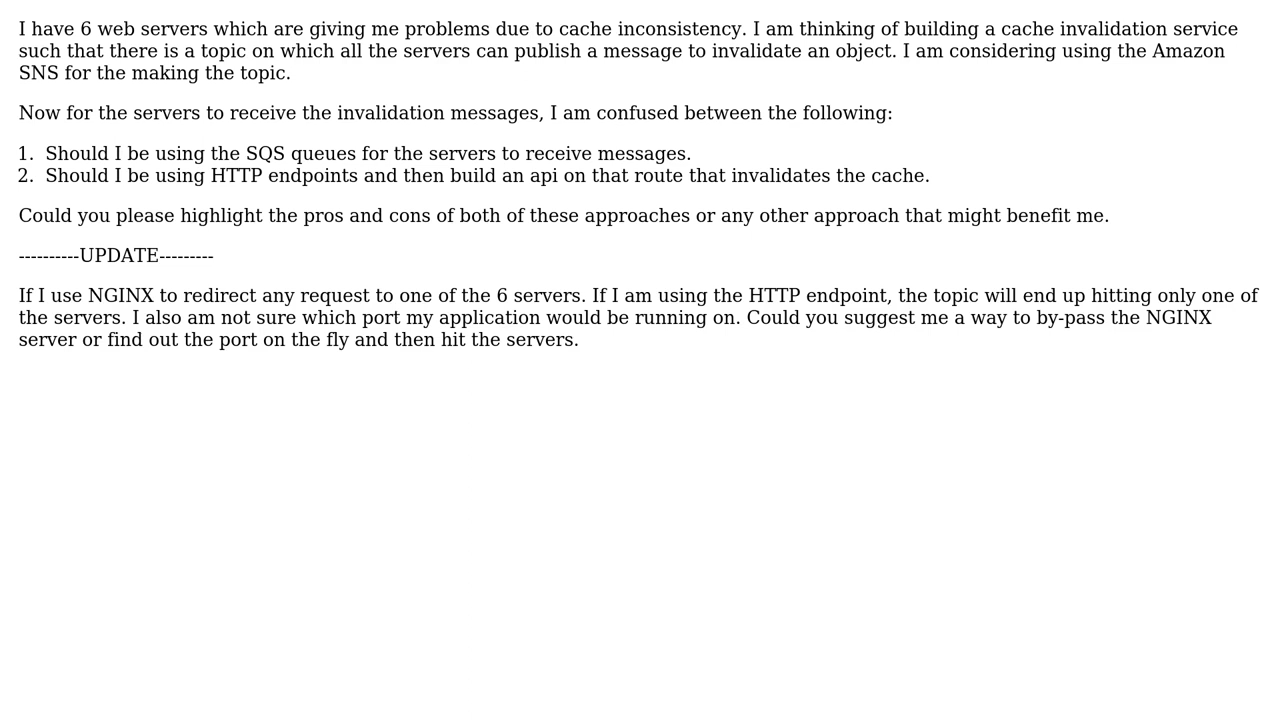 I have 6 web servers which are giving me problems due to cache inconsistency. I am thinking of building a cache invalidation service
such that there is a topic on which all the servers can publish a message to invalidate an object. I am considering using the Amazon
SNS for the making the topic.
Now for the servers to receive the invalidation messages, I am confused between the following:
1. Should I be using the SQS queues for the servers to receive messages.
2. Should I be using HTTP endpoints and then build an api on that route that invalidates the cache.
Could you please highlight the pros and cons of both of these approaches or any other approach that might benefit me.
----------UPDATE---------
If I use NGINX to redirect any request to one of the 6 servers. If I am using the HTTP endpoint, the topic will end up hitting only one of
the servers. I also am not sure which port my application would be running on. Could you suggest me a way to by-pass the NGINX
server or find out the port on the fly and then hit the servers.